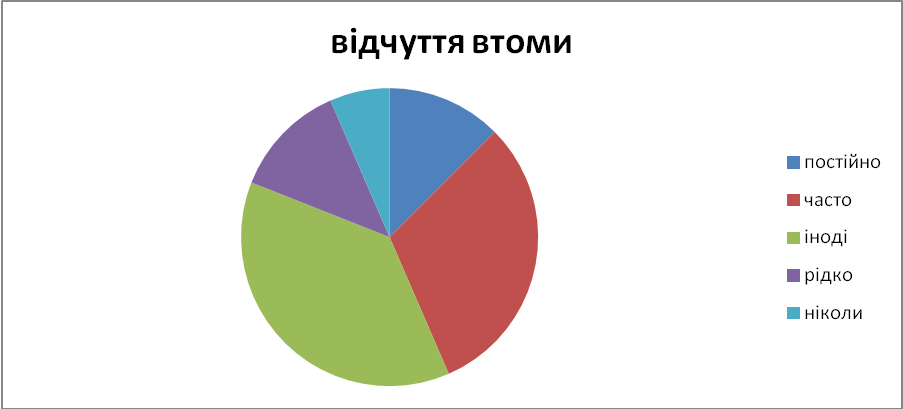 відчуття втоми
постійно
часто
іноді
рідко
ніколи